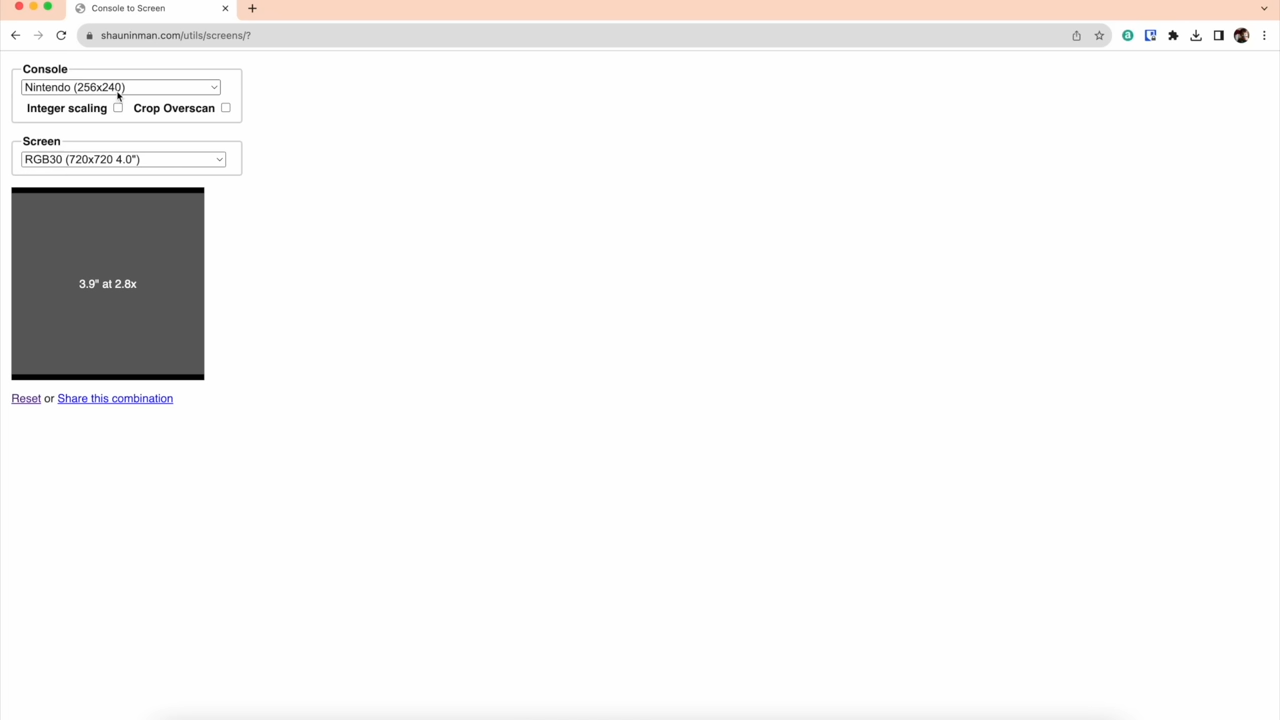 Console to Screen
shauninman.com/utils/screens/?
Console
Nintendo (256x240)
Integer scaling Crop Overscan
Screen
RGB30 (720x720 4.0")
3.9" at 2.8x
Reset or Share this combination